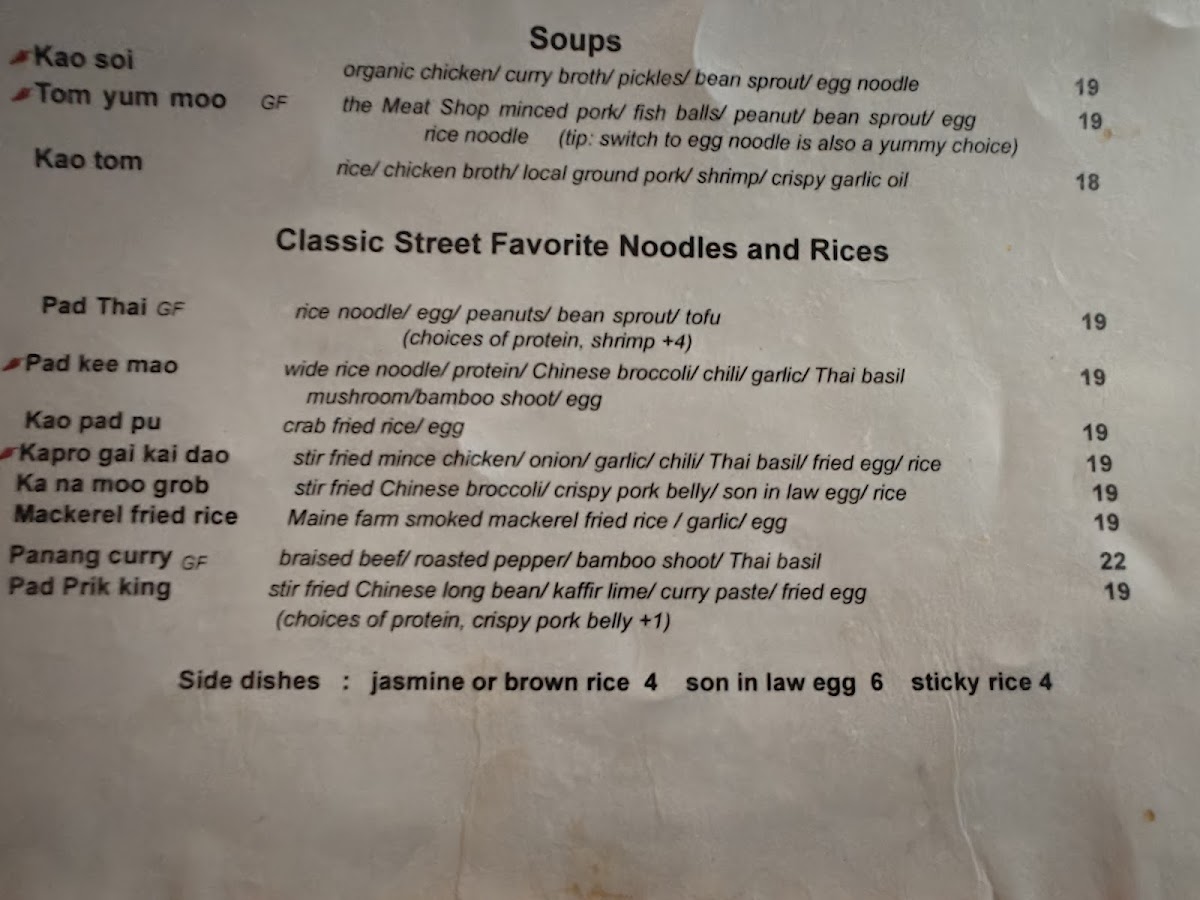 Soups
Kao soi organic chicken/ curry broth/ pickles/ bean sprout/ egg noodle 19
Tom yum moo GF the Meat Shop minced pork/ fish balls/ peanut/ bean sprout/ egg 19
rice noodle (tip: switch to egg noodle is also a yummy choice)
Kao tom rice/ chicken broth/ local ground pork/ shrimp/ crispy garlic oil 18
Classic Street Favorite Noodles and Rices
Pad Thai GF rice noodle/ egg/ peanuts/ bean sprout/ tofu 19
(choices of protein, shrimp +4)
Pad kee mao wide rice noodle/ protein/ Chinese broccoli/ chili/ garlic/ Thai basil 19
mushroom/bamboo shoot/ egg
Kao pad pu crab fried rice/ egg 19
Kapro gai kai dao stir fried mince chicken/ onion/ garlic/ chili/ Thai basil/ fried egg/ rice 19
Ka na moo grob stir fried Chinese broccoli/ crispy pork belly/ son in law egg/ rice 19
Mackerel fried rice Maine farm smoked mackerel fried rice / garlic/ egg 19
Panang curry GF braised beef/ roasted pepper/ bamboo shoot/ Thai basil 22
Pad Prik king stir fried Chinese long bean/ kaffir lime/ curry paste/ fried egg 19
(choices of protein, crispy pork belly +1)
Side dishes : jasmine or brown rice 4 son in law egg 6 sticky rice 4